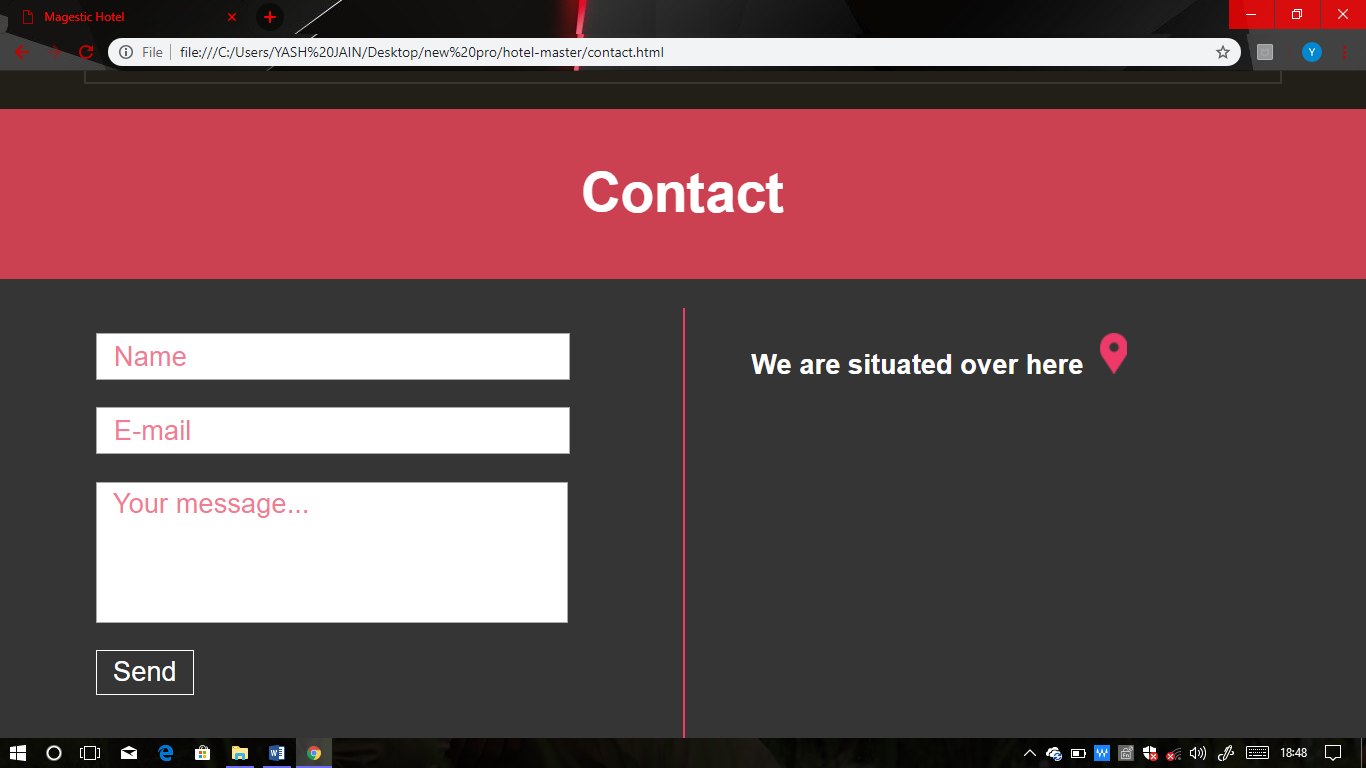 Magestic Hotel
File file:///C:/Users/YASH%20JAIN/Desktop/new%20pro/hotel-master/contact.html
Y
Contact
Name
We are situated over here
E-mail
Your message...
Send
18:48